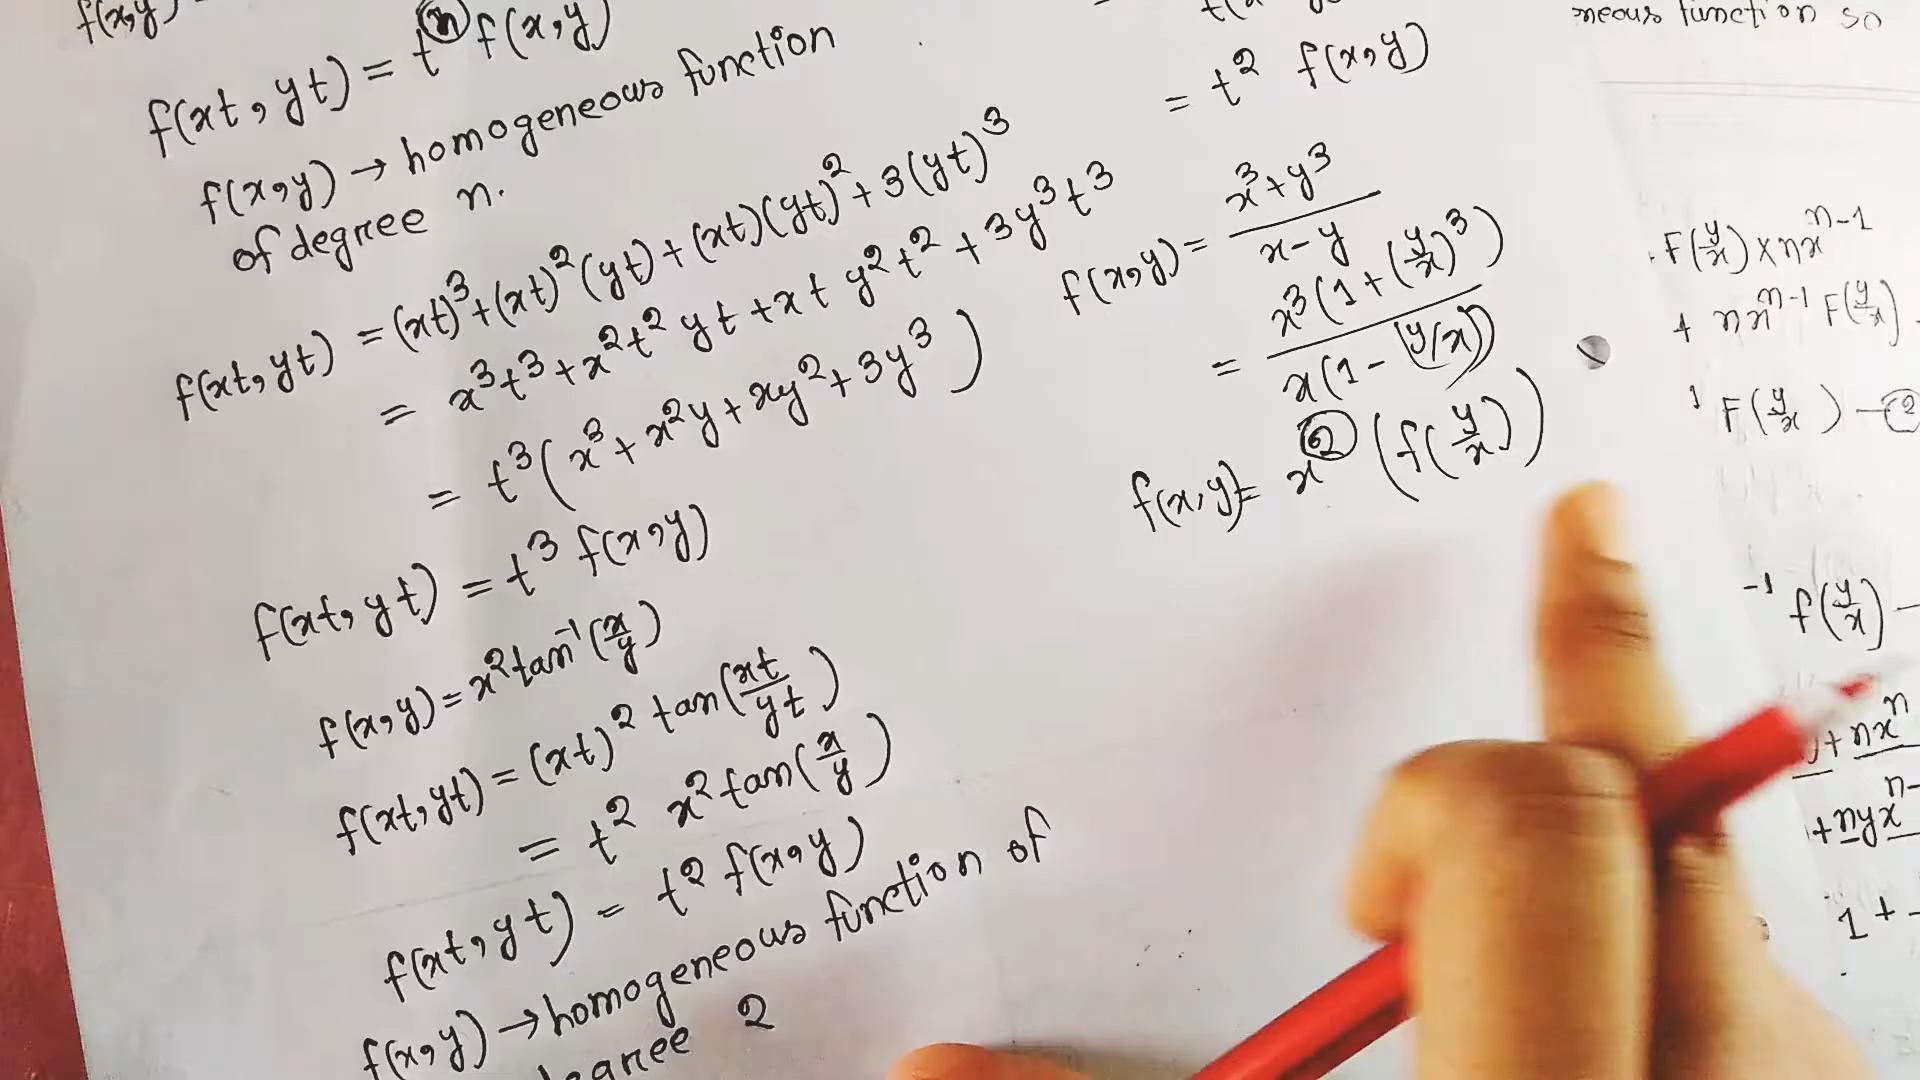 f(x,y)
f(xt, yt) = t^n f(x,y)
f(x,y) → homogeneous function
of degree n.
f(xt, yt) = (xt)^3 + (xt)^2 (yt) + (xt)(yt)^2 + 3(yt)^3
= x^3t^3 + x^2t^2 yt + xt y^2t^2 + 3y^3t^3
= t^3 (x^3 + x^2y + xy^2 + 3y^3)
f(xt, yt) = t^3 f(x,y)
f(x,y) = x^2 tan^-1 (x/y)
f(xt, yt) = (xt)^2 tan(xt/yt)
= t^2 x^2 tan(x/y)
f(xt, yt) = t^2 f(x,y)
f(x,y) → homogeneous function of
degree 2
= t^2 f(x,y)
f(x,y) = x^3+y^3 / x-y
= x^3(1+(y/x)^3) / x(1-(y/x))
f(x,y) = x^2 (f(y/x))
neous function so
F(y/x) × nx^n-1
+ nx^n-1 F(y/x)
F(y/x) — 2
-1 f(y/x) —
+ nx^n
+ nyx^n-
1 +